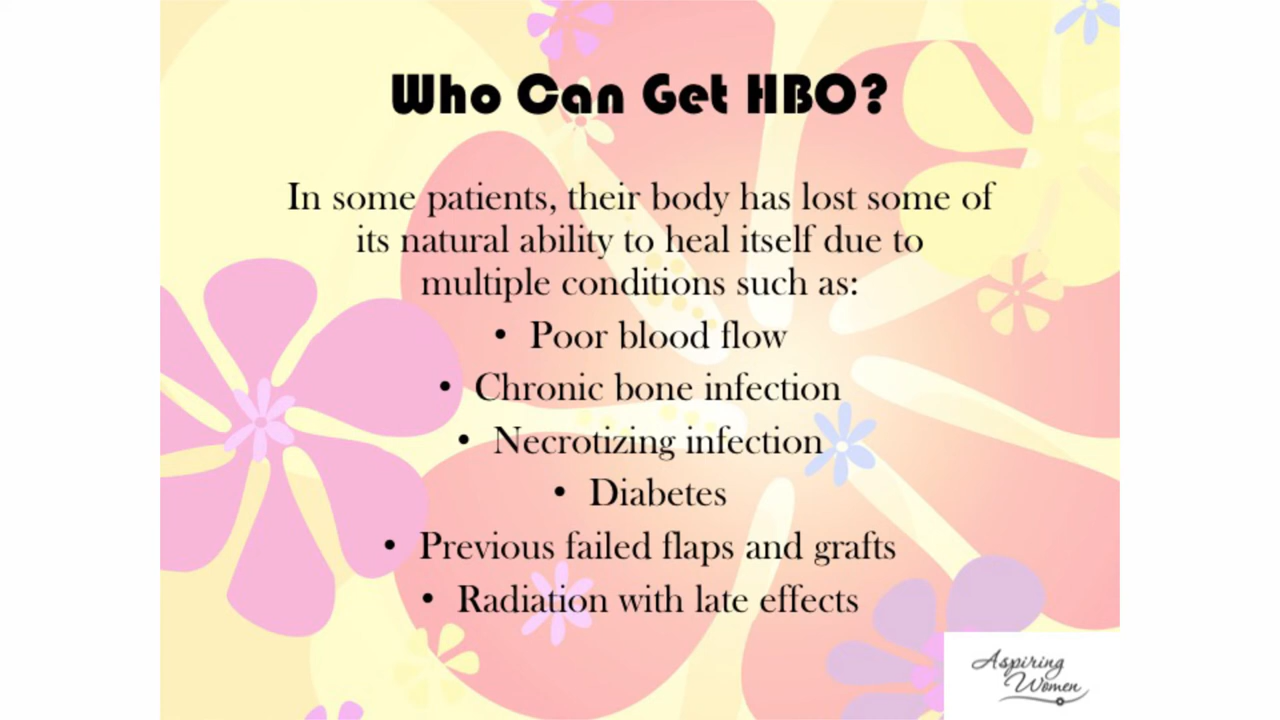 Who Can Get HBO?
In some patients, their body has lost some of
its natural ability to heal itself due to
multiple conditions such as:
• Poor blood flow
• Chronic bone infection
• Necrotizing infection
• Diabetes
• Previous failed flaps and grafts
• Radiation with late effects
Aspiring
Women